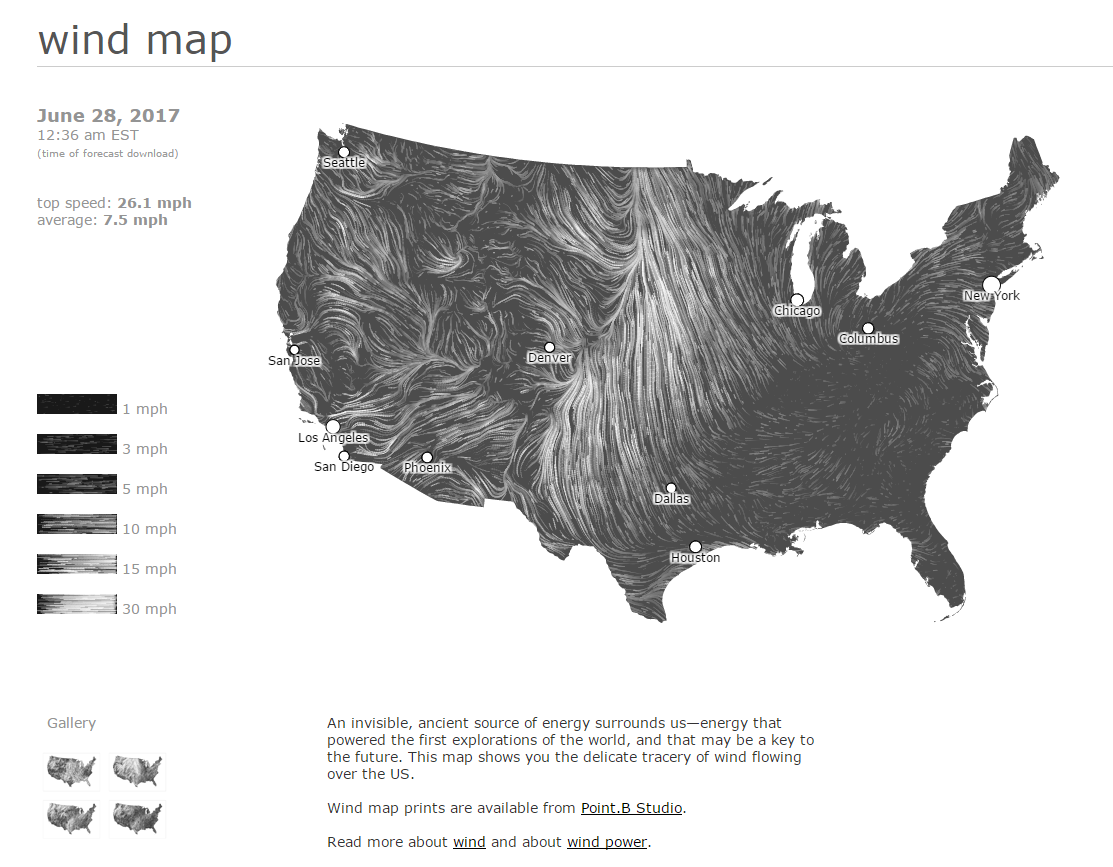 wind map
June 28, 2017
12:36 am EST
(time of forecast download)
top speed: 26.1 mph
average: 7.5 mph
Seattle
New York
Chicago
Columbus
San Jose
Denver
1 mph
Los Angeles
3 mph
San Diego
Phoenix
5 mph
Dallas
10 mph
Houston
15 mph
30 mph
Gallery
An invisible, ancient source of energy surrounds us—energy that
powered the first explorations of the world, and that may be a key to
the future. This map shows you the delicate tracery of wind flowing
over the US.
Wind map prints are available from Point.B Studio.
Read more about wind and about wind power.